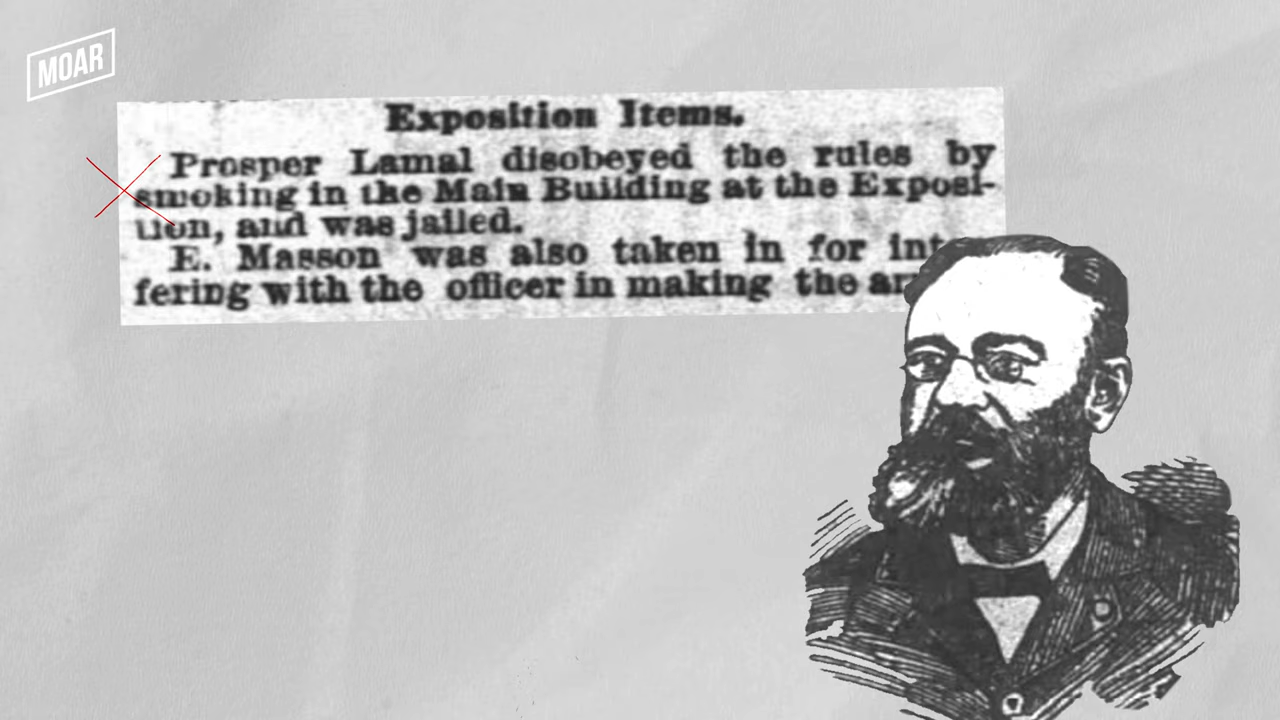 MOAR
Exposition Items.
Prosper Lamal disobeyed the rules by
smoking in the Main Building at the Exposi-
tion, and was jailed.
E. Masson was also taken in for
fering with the officer in making the